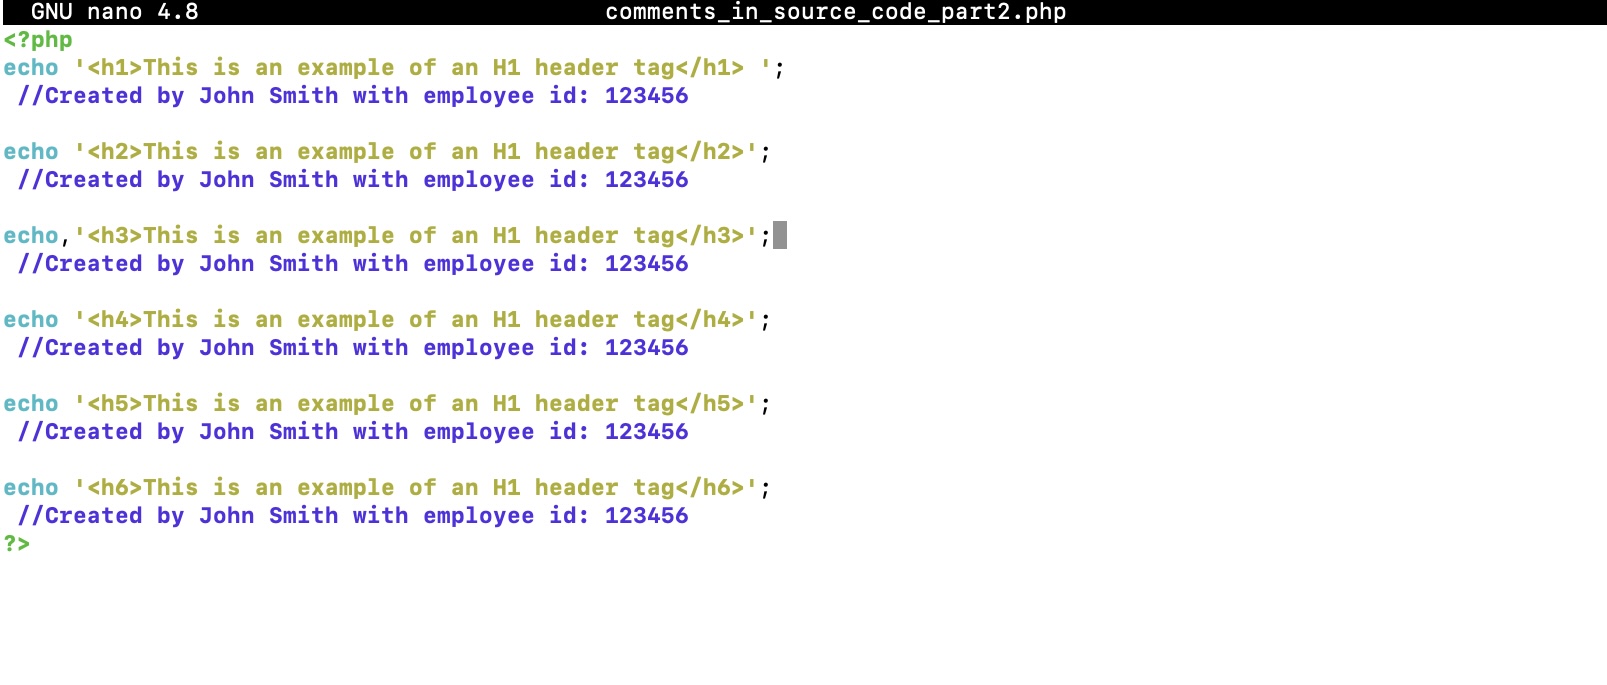 GNU nano 4.8 comments_in_source_code_part2.php
<?php
echo '<h1>This is an example of an H1 header tag</h1> ';
 //Created by John Smith with employee id: 123456

echo '<h2>This is an example of an H1 header tag</h2>';
 //Created by John Smith with employee id: 123456

echo,'<h3>This is an example of an H1 header tag</h3>';
 //Created by John Smith with employee id: 123456

echo '<h4>This is an example of an H1 header tag</h4>';
 //Created by John Smith with employee id: 123456

echo '<h5>This is an example of an H1 header tag</h5>';
 //Created by John Smith with employee id: 123456

echo '<h6>This is an example of an H1 header tag</h6>';
 //Created by John Smith with employee id: 123456
?>